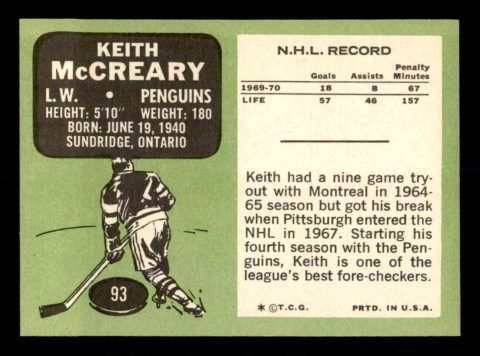 KEITH
McCREARY
L.W. • PENGUINS
HEIGHT: 5'10" WEIGHT: 180
BORN: JUNE 19, 1940
SUNDRIDGE, ONTARIO
93
N.H.L. RECORD
Goals Assists Penalty Minutes
1969-70 18 8 67
LIFE 57 46 157
Keith had a nine game try-
out with Montreal in 1964-
65 season but got his break
when Pittsburgh entered the
NHL in 1967. Starting his
fourth season with the Pen-
guins, Keith is one of the
league's best fore-checkers.
*©T.C.G. PRTD. IN U.S.A.